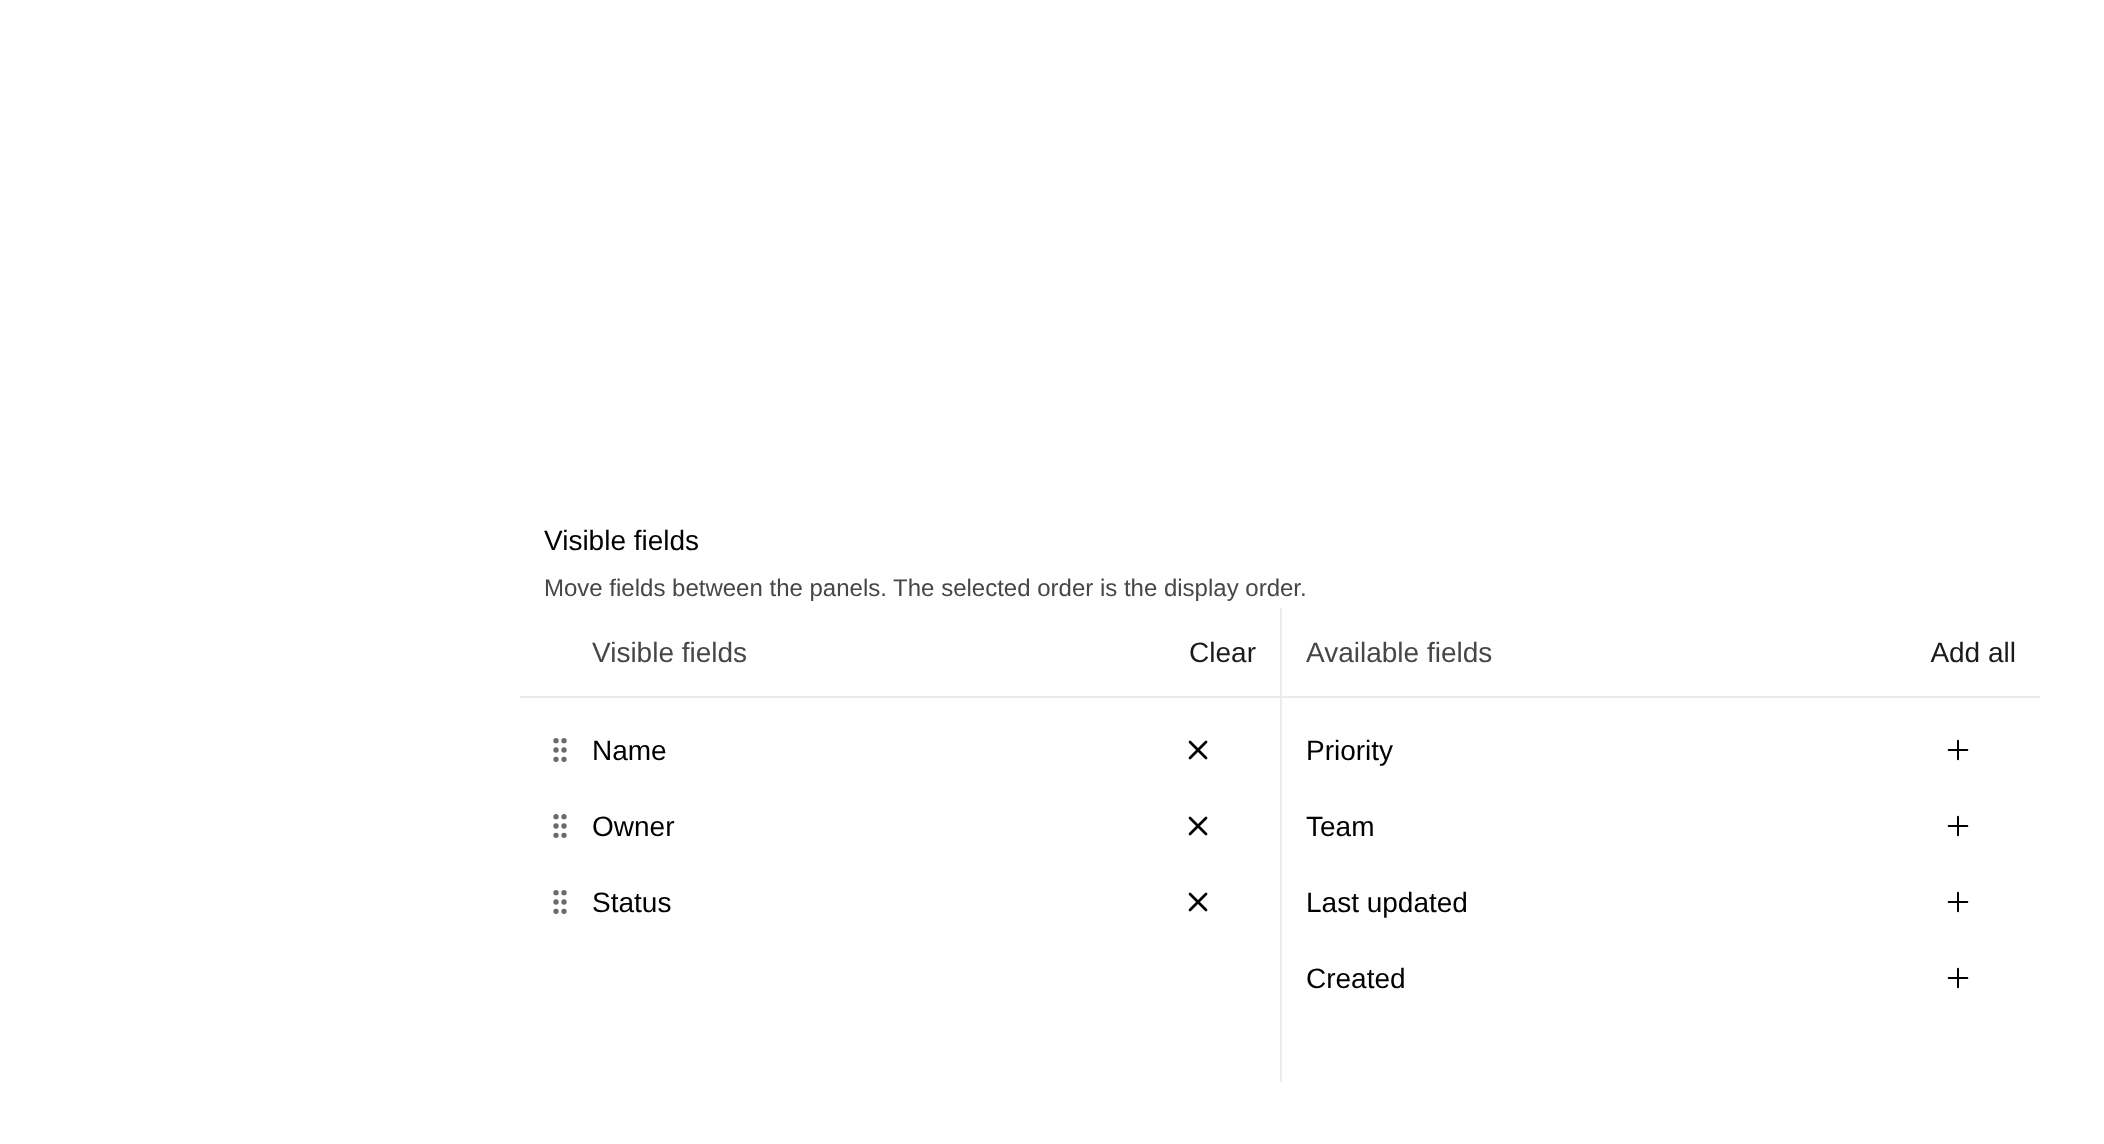 Visible fields
Move fields between the panels. The selected order is the display order.
Visible fields Clear
Available fields Add all
Name
Owner
Status
Priority
Team
Last updated
Created